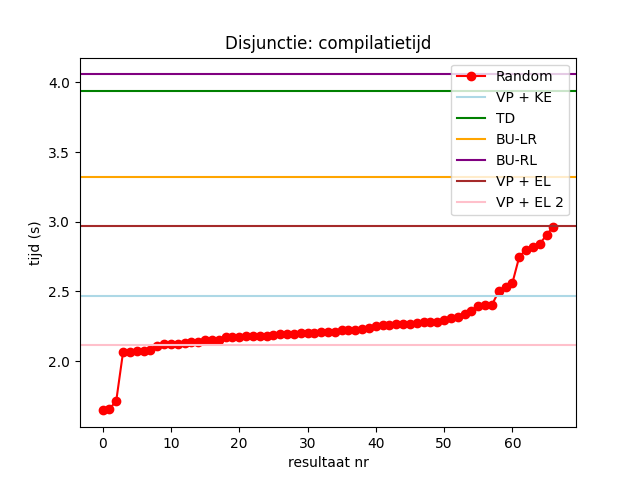 Disjunctie: compilatietijd
4.0
3.5
3.0
2.5
2.0
tijd (s)
0 10 20 30 40 50 60
resultaat nr
Random
VP + KE
TD
BU-LR
BU-RL
VP + EL
VP + EL 2